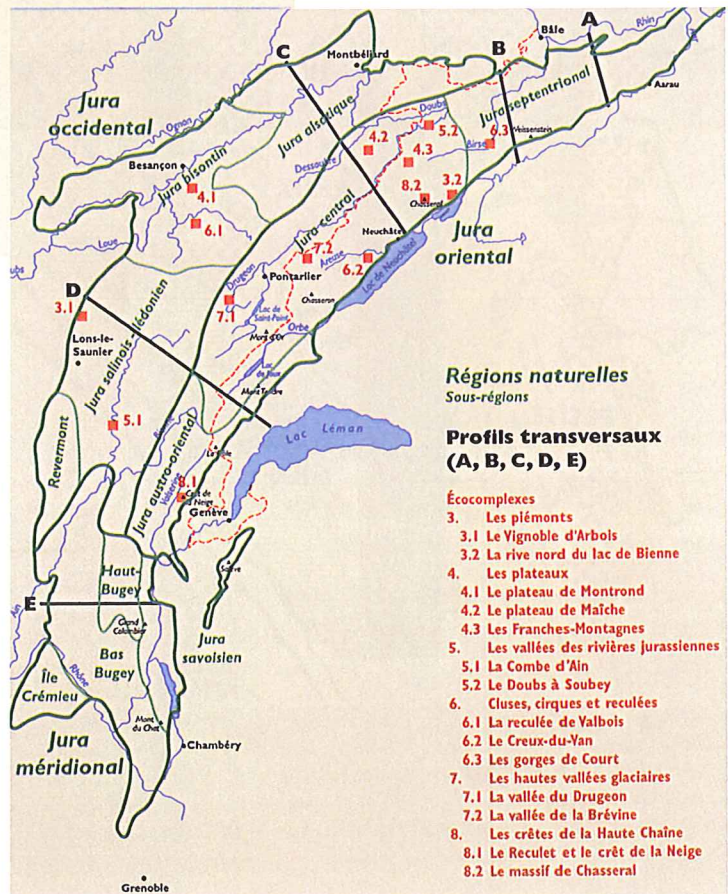 A
Bâle
Rhin
C
B
Montbéliard
Aarau
Jura
occidental
Ognon
Jura alsatique
Jura septentrional
Doubs
4.2
5.2
6.3
Weissenstein
Birse
Dessoubre
4.3
Besançon
Jura bisontin
4.1
8.2
3.2
Chasseral
6.1
Jura central
Neuchâtel
Jura
oriental
Loue
7.2
Areuse
6.2
Lac de Neuchâtel
Doubs
D
Drugeon
Pontarlier
Chasseron
7.1
Lac de
Saint-Point
3.1
Orbe
Mont d'Or
Lons-le-
Saunier
Jura salinois-lédonien
Lac
de Joux
Régions naturelles
Sous-régions
Mont Tendre
5.1
Profils transversaux
(A, B, C, D, E)
Revermont
Jura austro-oriental
Lac Léman
La Dôle
Valserine
8.1
Crêt de
la Neige
Genève
Écocomplexes
3. Les piémonts
3.1 Le Vignoble d'Arbois
3.2 La rive nord du lac de Bienne
4. Les plateaux
4.1 Le plateau de Montrond
4.2 Le plateau de Maîche
4.3 Les Franches-Montagnes
5. Les vallées des rivières jurassiennes
5.1 La Combe d'Ain
5.2 Le Doubs à Soubey
6. Cluses, cirques et reculées
6.1 La reculée de Valbois
6.2 Le Creux-du-Van
6.3 Les gorges de Court
7. Les hautes vallées glaciaires
7.1 La vallée du Drugeon
7.2 La vallée de la Brévine
8. Les crêtes de la Haute Chaîne
8.1 Le Reculet et le crêt de la Neige
8.2 Le massif de Chasseral
Haut-
Bugey
Salève
Ain
E
Grand
Colombier
Jura
savoisien
Bas
Bugey
Île
Crémieu
Rhône
Mont
du Chat
Chambéry
Jura
méridional
Grenoble